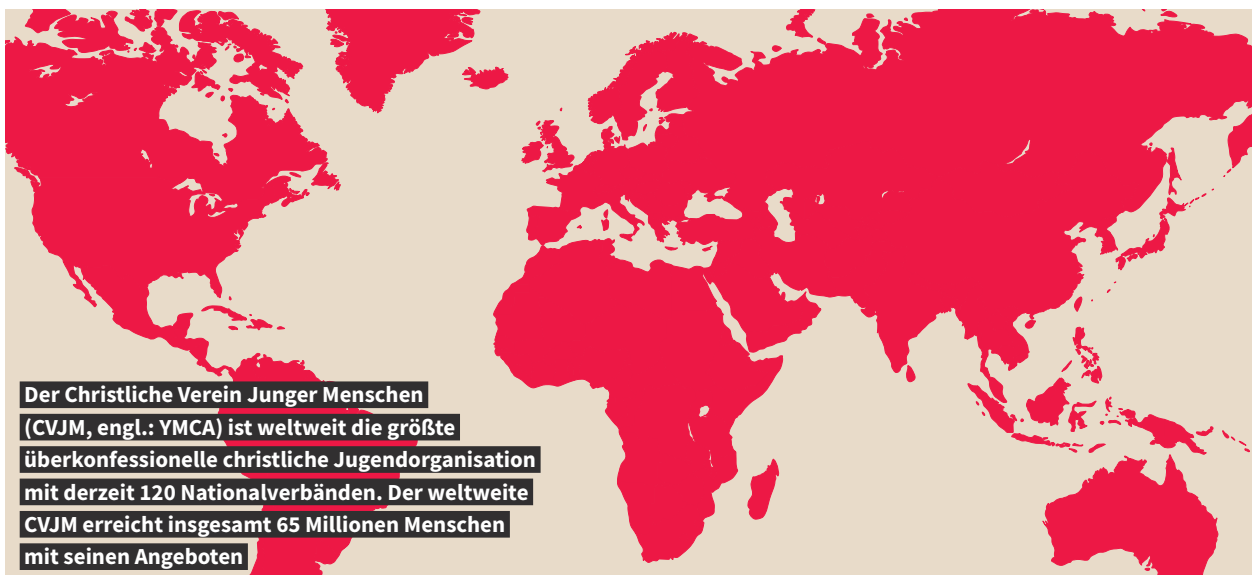 Der Christliche Verein Junger Menschen
(CVJM, engl.: YMCA) ist weltweit die größte
überkonfessionelle christliche Jugendorganisation
mit derzeit 120 Nationalverbänden. Der weltweite
CVJM erreicht insgesamt 65 Millionen Menschen
mit seinen Angeboten